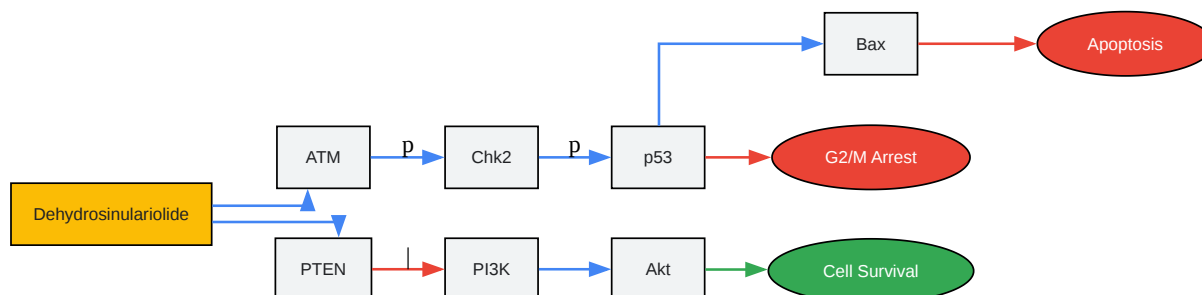 Bax
Apoptosis
ATM
p
Chk2
p
p53
G2/M Arrest
Dehydrosinulariolide
PTEN
|
PI3K
Akt
Cell Survival